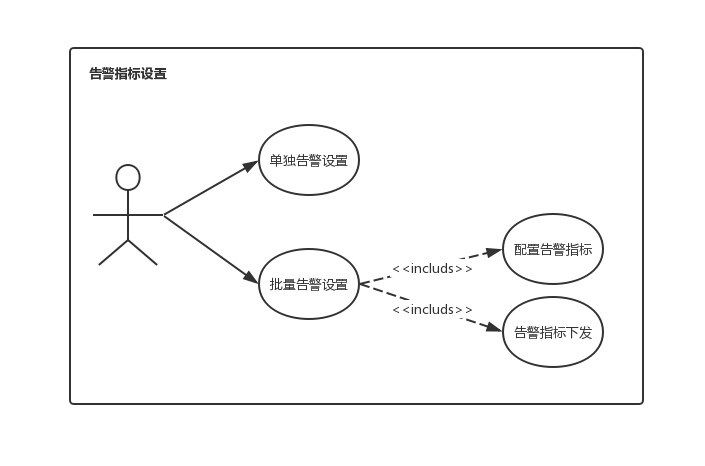 告警指标设置
单独告警设置
批量告警设置
<<includs>>
配置告警指标
<<includs>>
告警指标下发